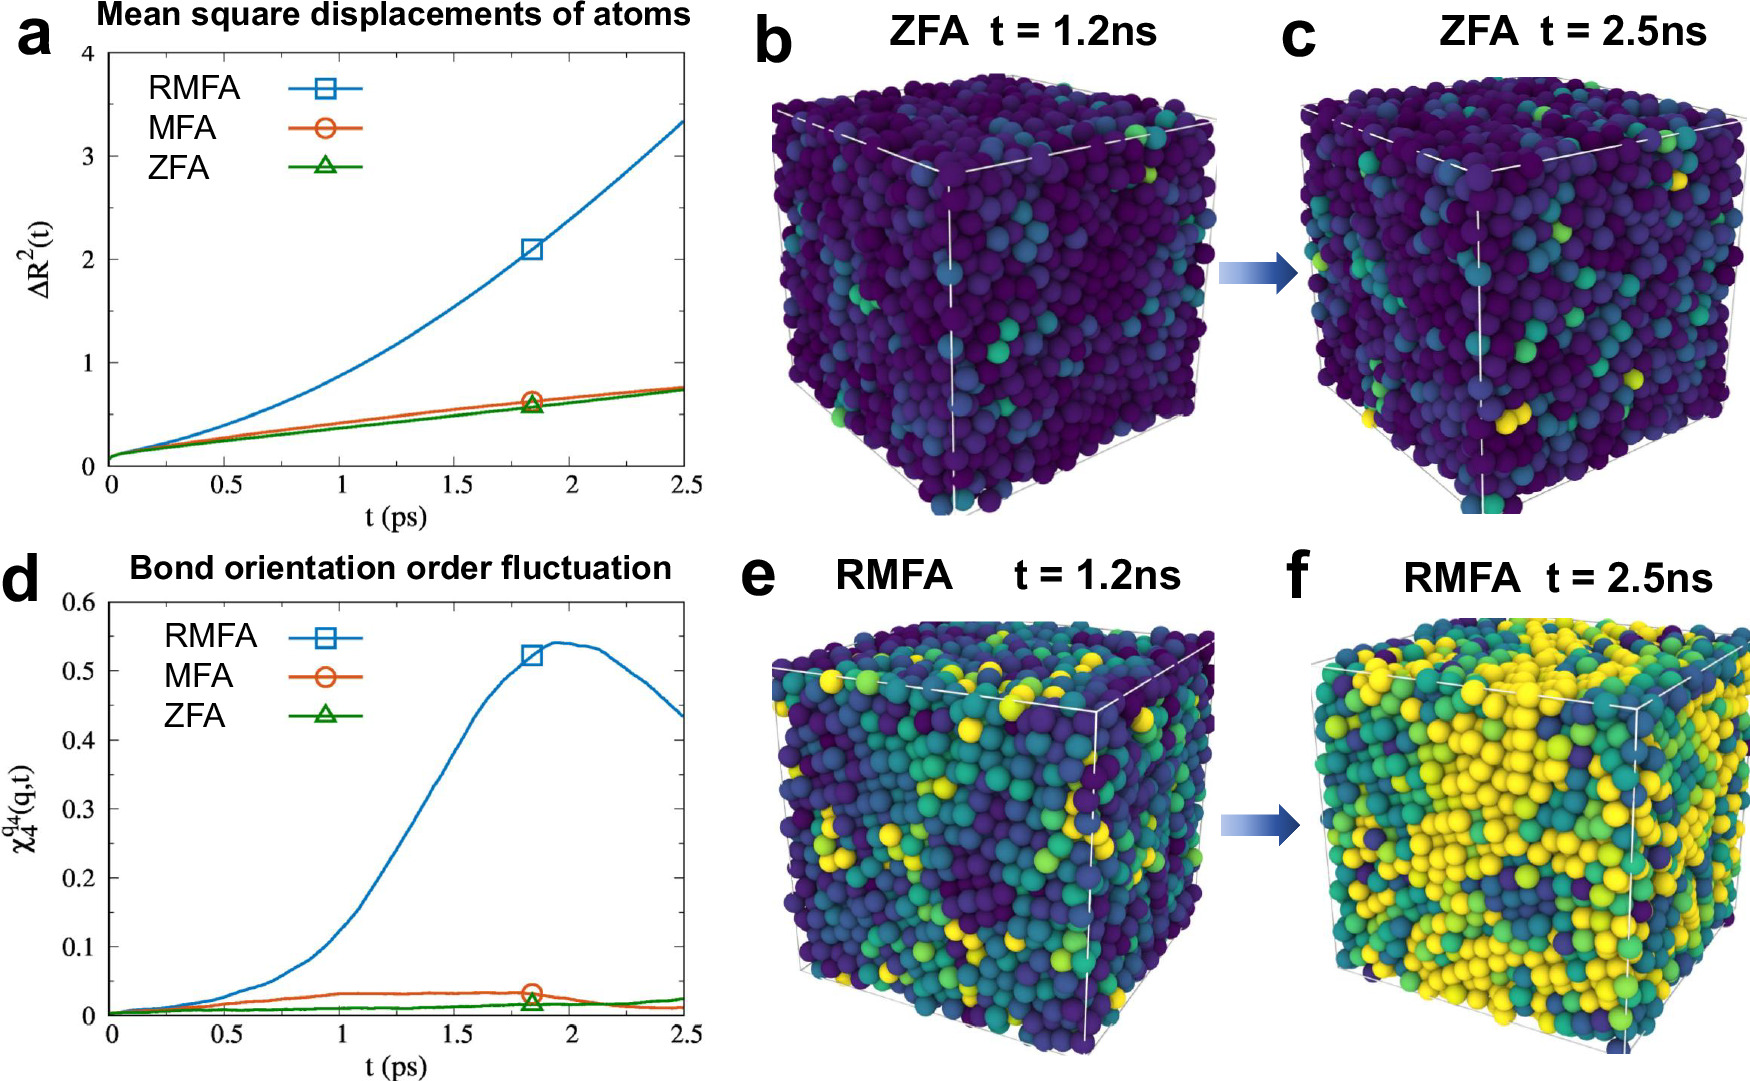 a
Mean square displacements of atoms
RMFA
MFA
ZFA
4
3
2
1
0
ΔR²(t)
0 0.5 1 1.5 2 2.5
t (ps)
b
ZFA t = 1.2ns
c
ZFA t = 2.5ns
d
Bond orientation order fluctuation
RMFA
MFA
ZFA
0.6
0.5
0.4
0.3
0.2
0.1
0
χ₄^q4(q,t)
0 0.5 1 1.5 2 2.5
t (ps)
e
RMFA t = 1.2ns
f
RMFA t = 2.5ns